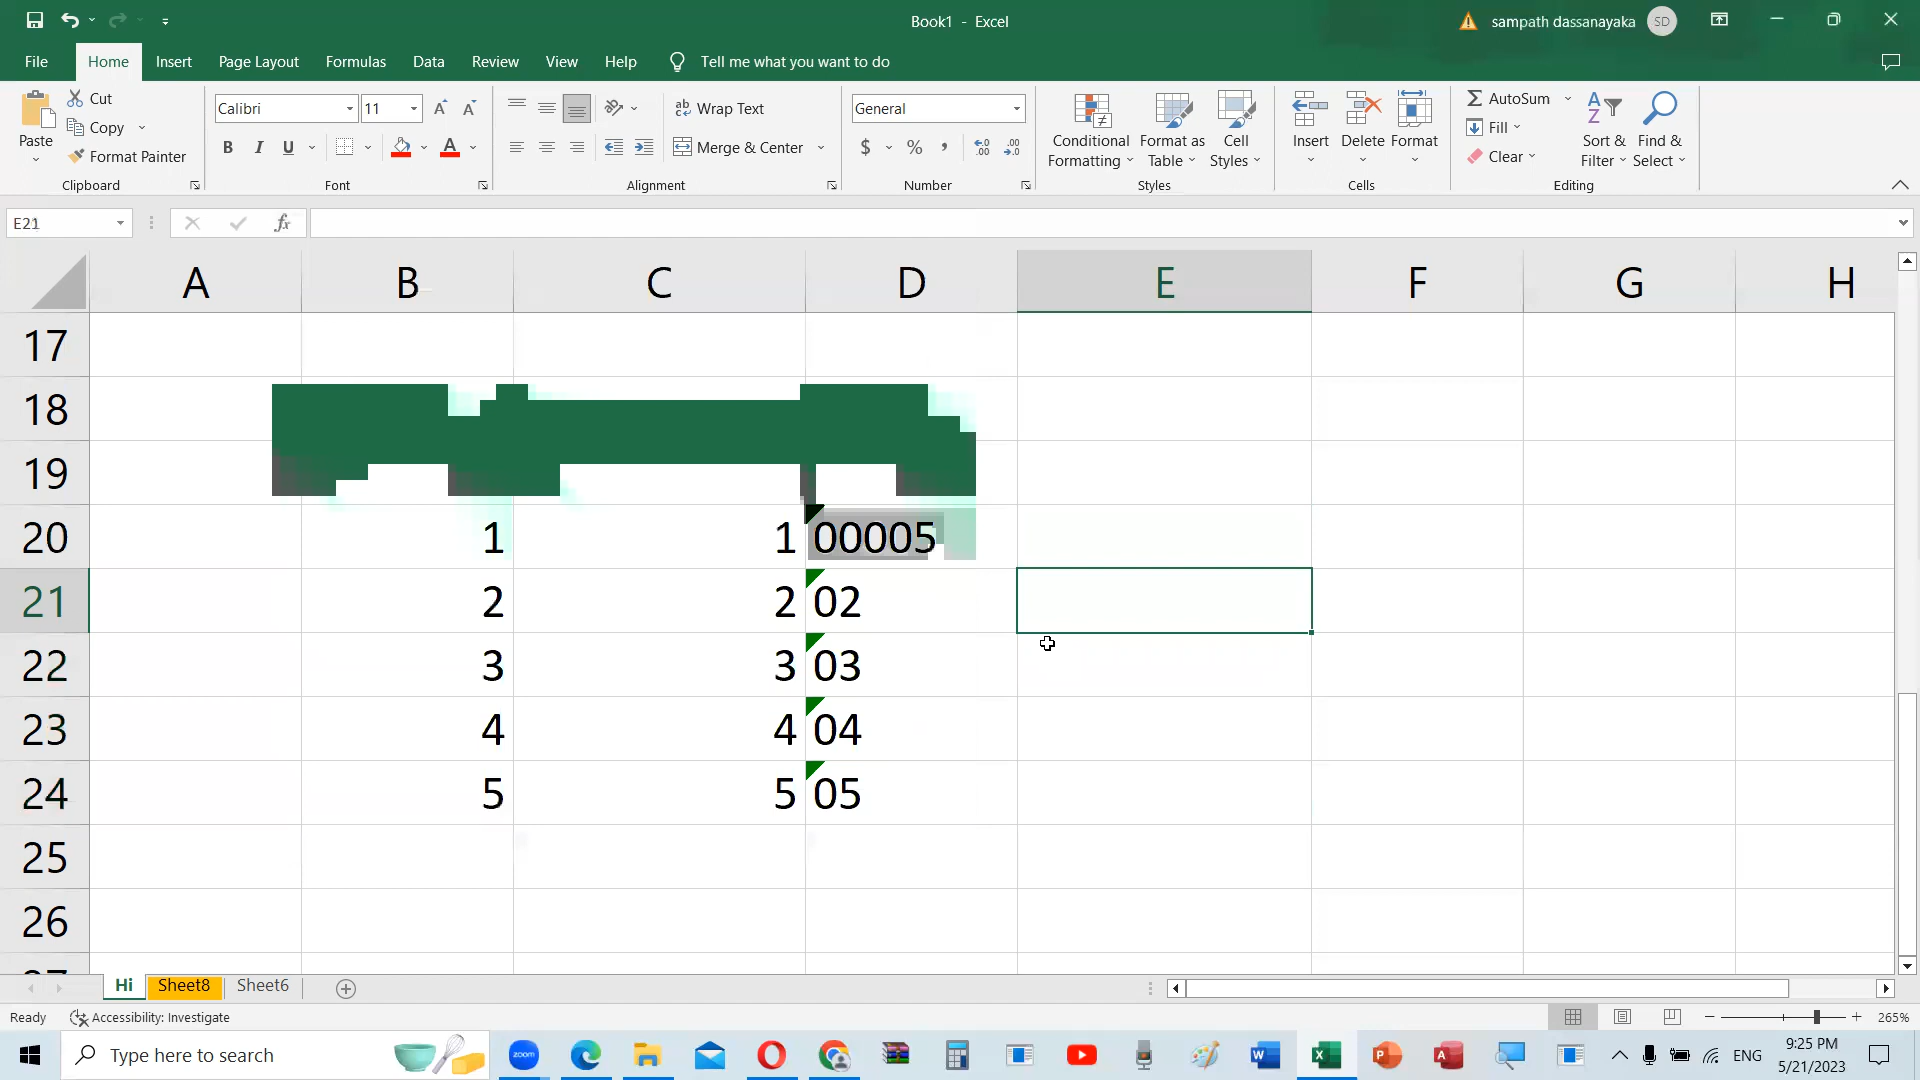 Book1 - Excel
sampath dassanayaka SD
File Home Insert Page Layout Formulas Data Review View Help Tell me what you want to do
Paste
Cut
Copy
Format Painter
Clipboard
Calibri 11 A A
B I U A
Font
ab Wrap Text
Merge & Center
Alignment
General
$ % , .00 .00
Number
Conditional Formatting
Format as Table
Cell Styles
Styles
Insert Delete Format
Cells
AutoSum
Fill
Clear
Sort & Filter
Find & Select
Editing
E21 fx
A B C D E F G H
17
18
19
20 1 1 00005
21 2 2 02
22 3 3 03
23 4 4 04
24 5 5 05
25
26
27
Hi Sheet8 Sheet6
Ready Accessibility: Investigate 265%
Type here to search zoom ENG 9:25 PM
5/21/2023